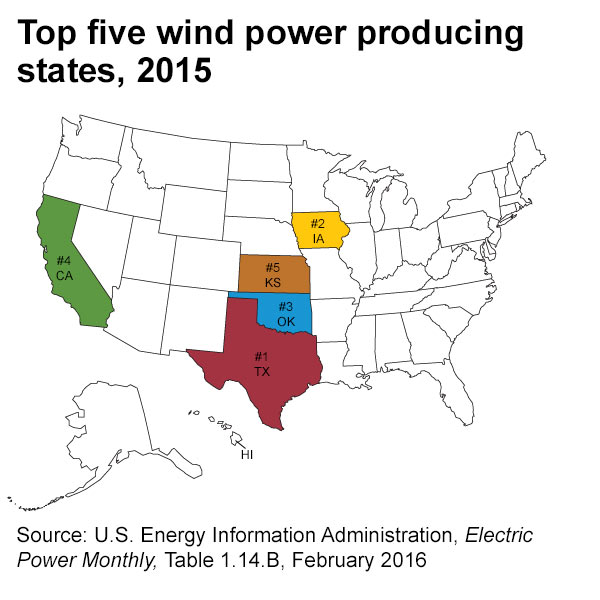 Top five wind power producing
states, 2015
#2
IA
#4
CA
#5
KS
#3
OK
#1
TX
HI
Source: U.S. Energy Information Administration, Electric
Power Monthly, Table 1.14.B, February 2016